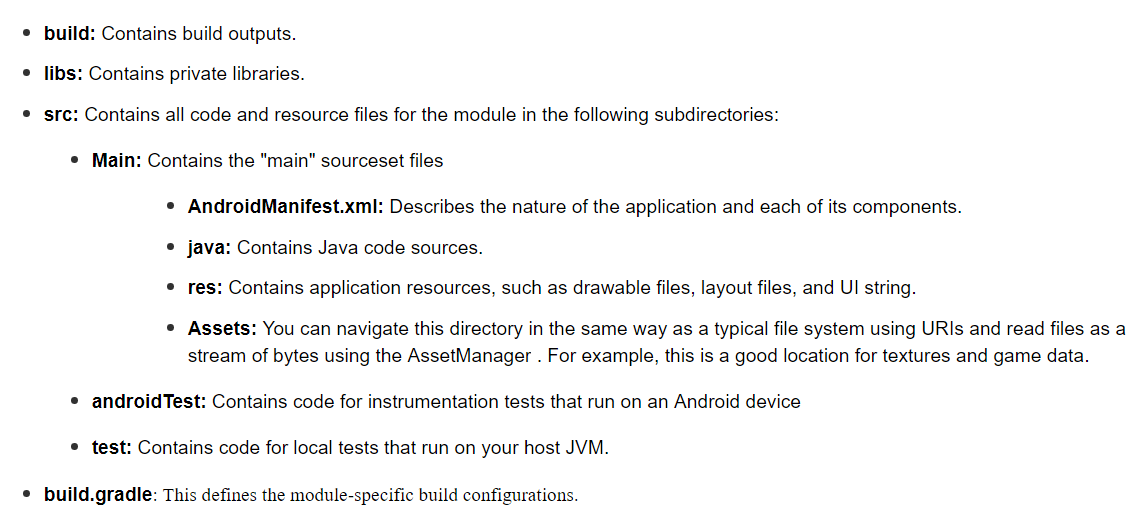 build: Contains build outputs.
libs: Contains private libraries.
src: Contains all code and resource files for the module in the following subdirectories:
Main: Contains the "main" sourceset files
AndroidManifest.xml: Describes the nature of the application and each of its components.
java: Contains Java code sources.
res: Contains application resources, such as drawable files, layout files, and UI string.
Assets: You can navigate this directory in the same way as a typical file system using URIs and read files as a
stream of bytes using the AssetManager . For example, this is a good location for textures and game data.
androidTest: Contains code for instrumentation tests that run on an Android device
test: Contains code for local tests that run on your host JVM.
build.gradle: This defines the module-specific build configurations.